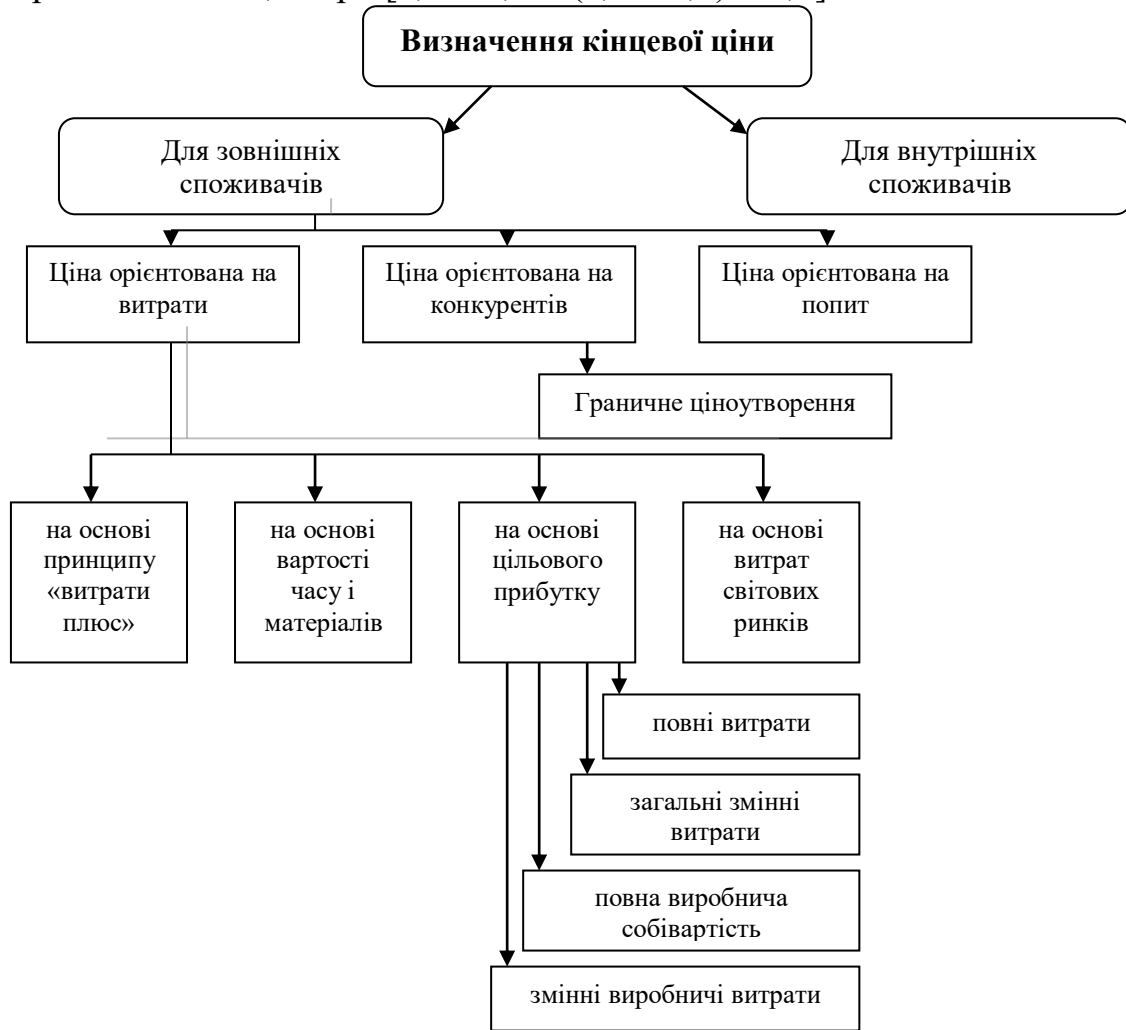 Визначення кінцевої ціни
Для зовнішніх
споживачів
Для внутрішніх
споживачів
Ціна орієнтована на
витрати
Ціна орієнтована на
конкурентів
Ціна орієнтована на
попит
Граничне ціноутворення
на основі
принципу
«витрати
плюс»
на основі
вартості
часу і
матеріалів
на основі
цільового
прибутку
на основі
витрат
світових
ринків
повні витрати
загальні змінні
витрати
повна виробнича
собівартість
змінні виробничі витрати